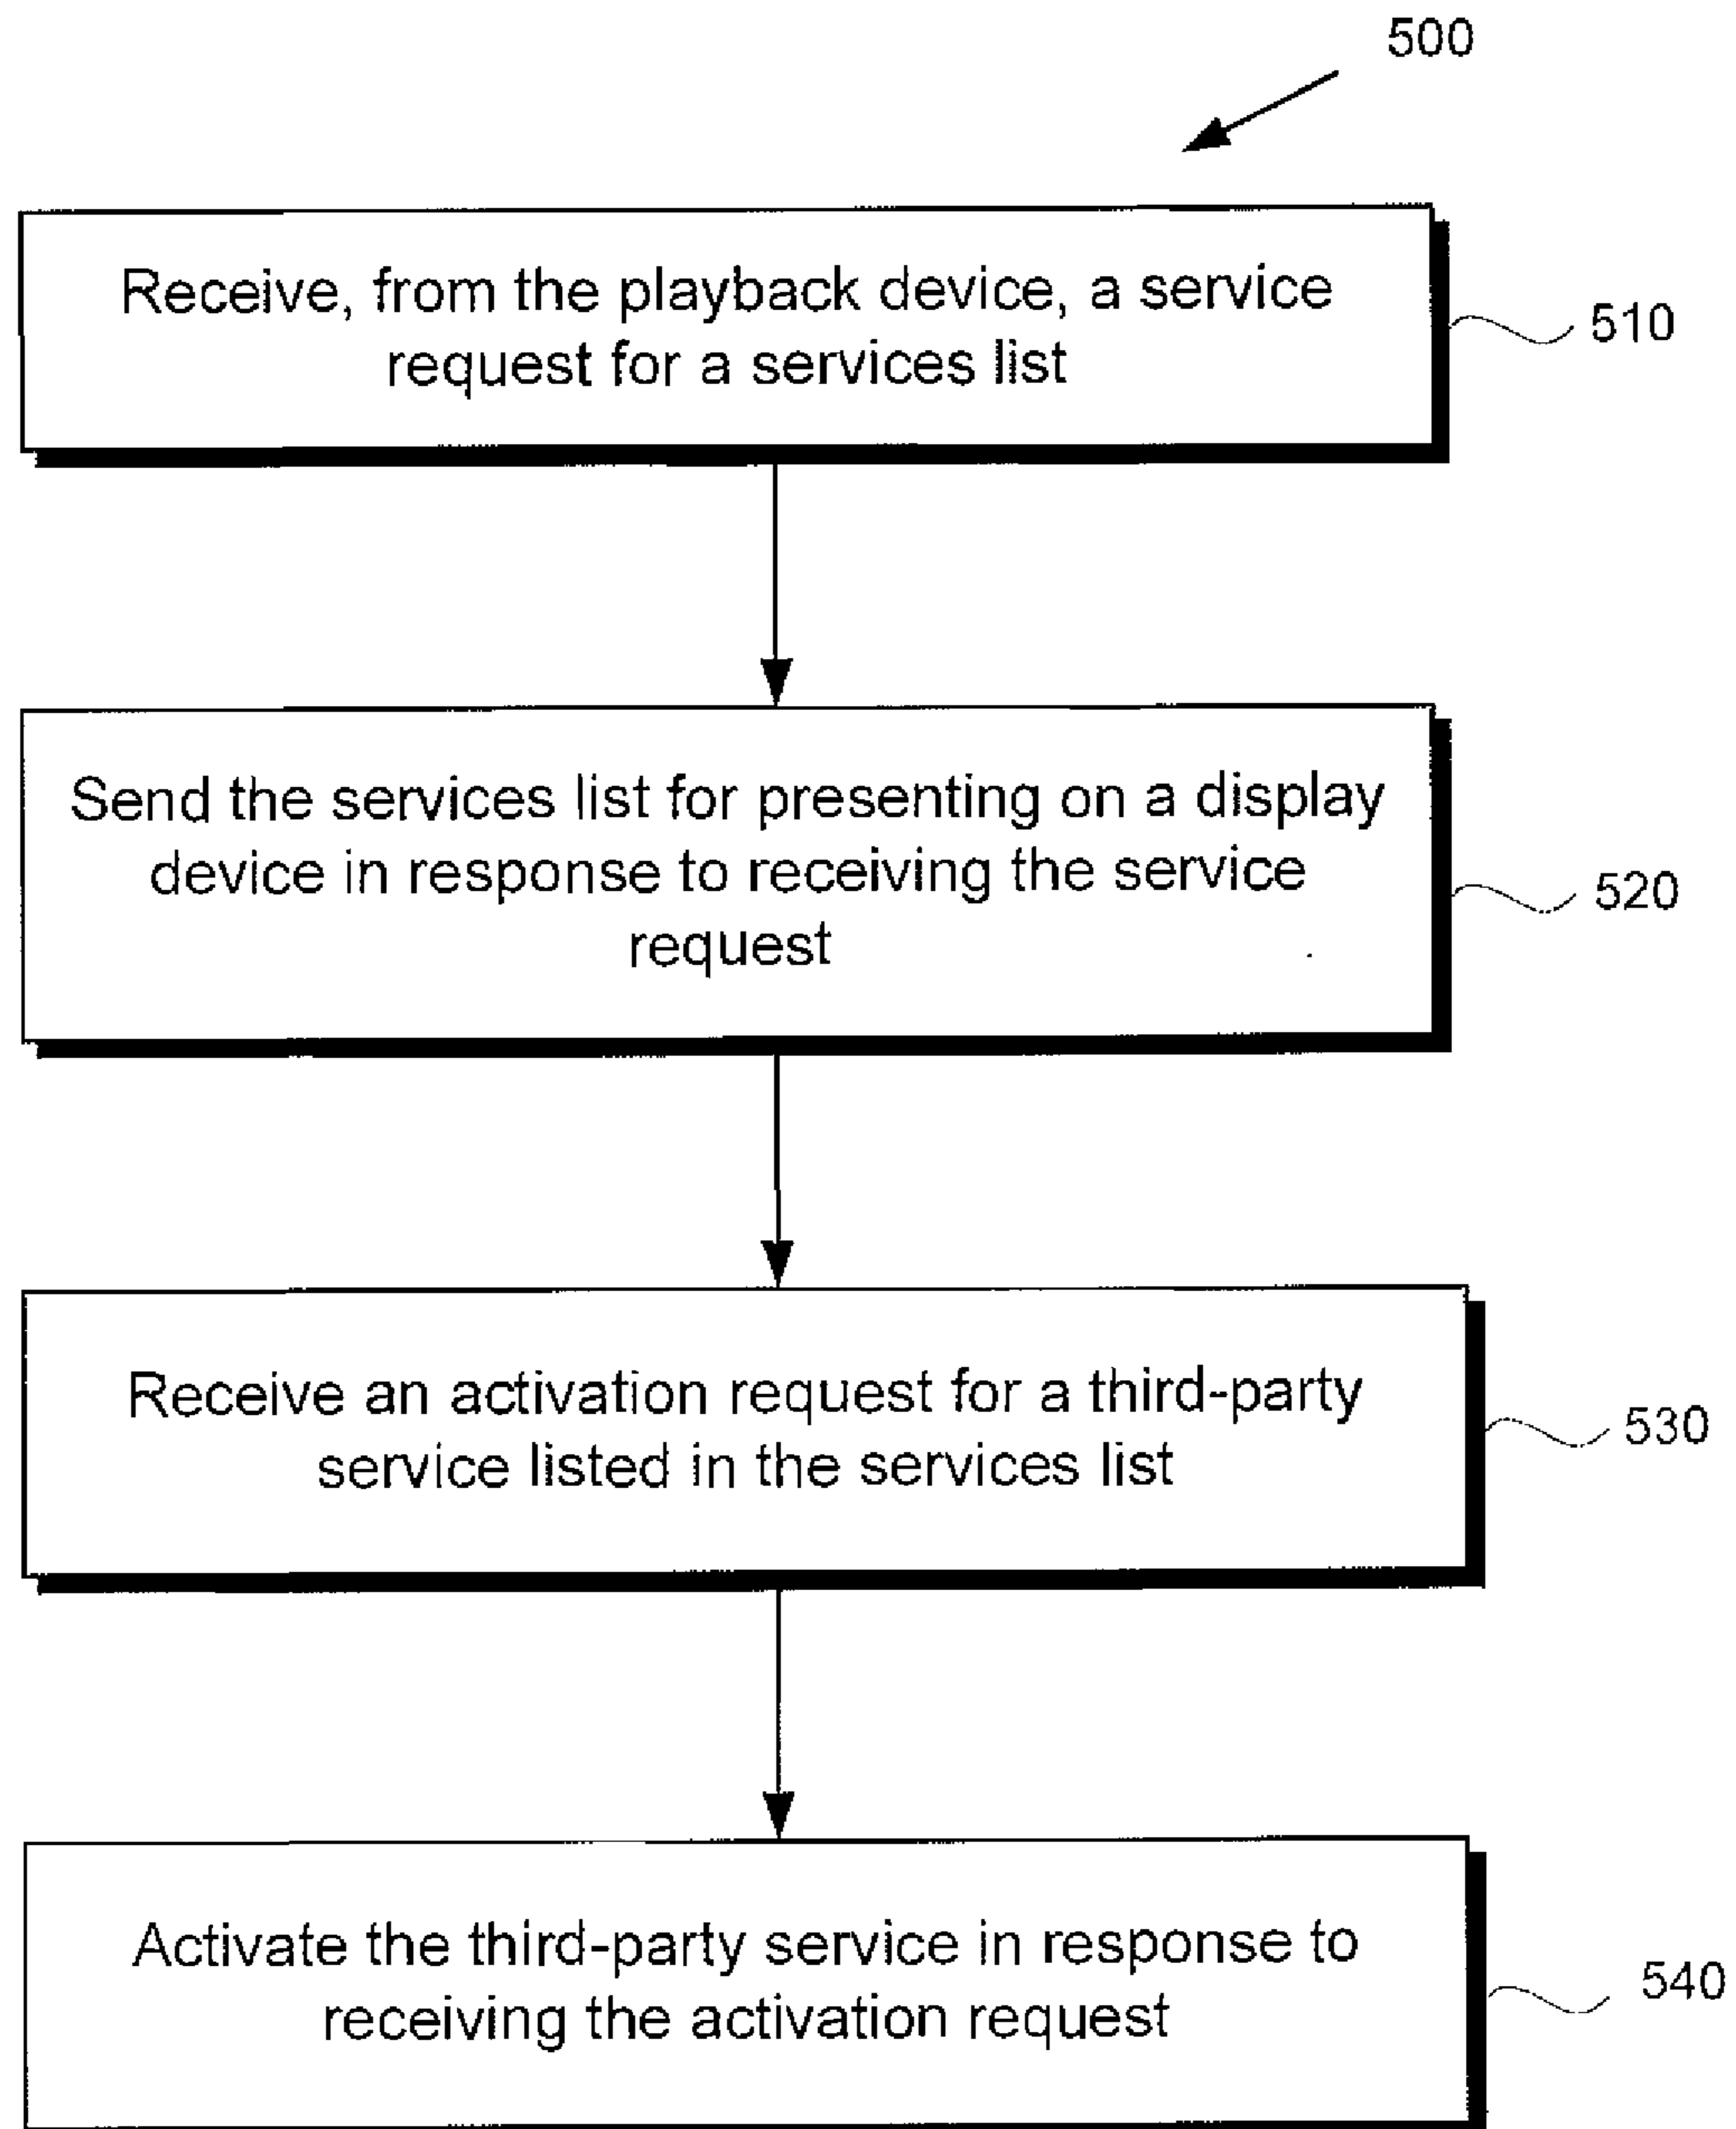 500
Receive, from the playback device, a service
request for a services list
510
Send the services list for presenting on a display
device in response to receiving the service
request
520
Receive an activation request for a third-party
service listed in the services list
530
Activate the third-party service in response to
receiving the activation request
540